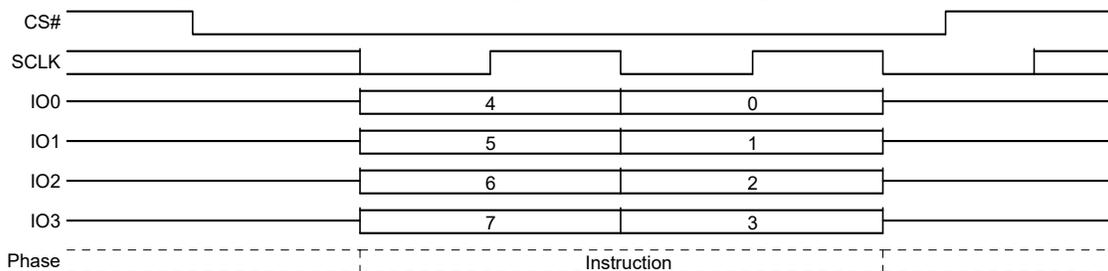 CS#
SCLK
IO0 4 0
IO1 5 1
IO2 6 2
IO3 7 3
Phase Instruction